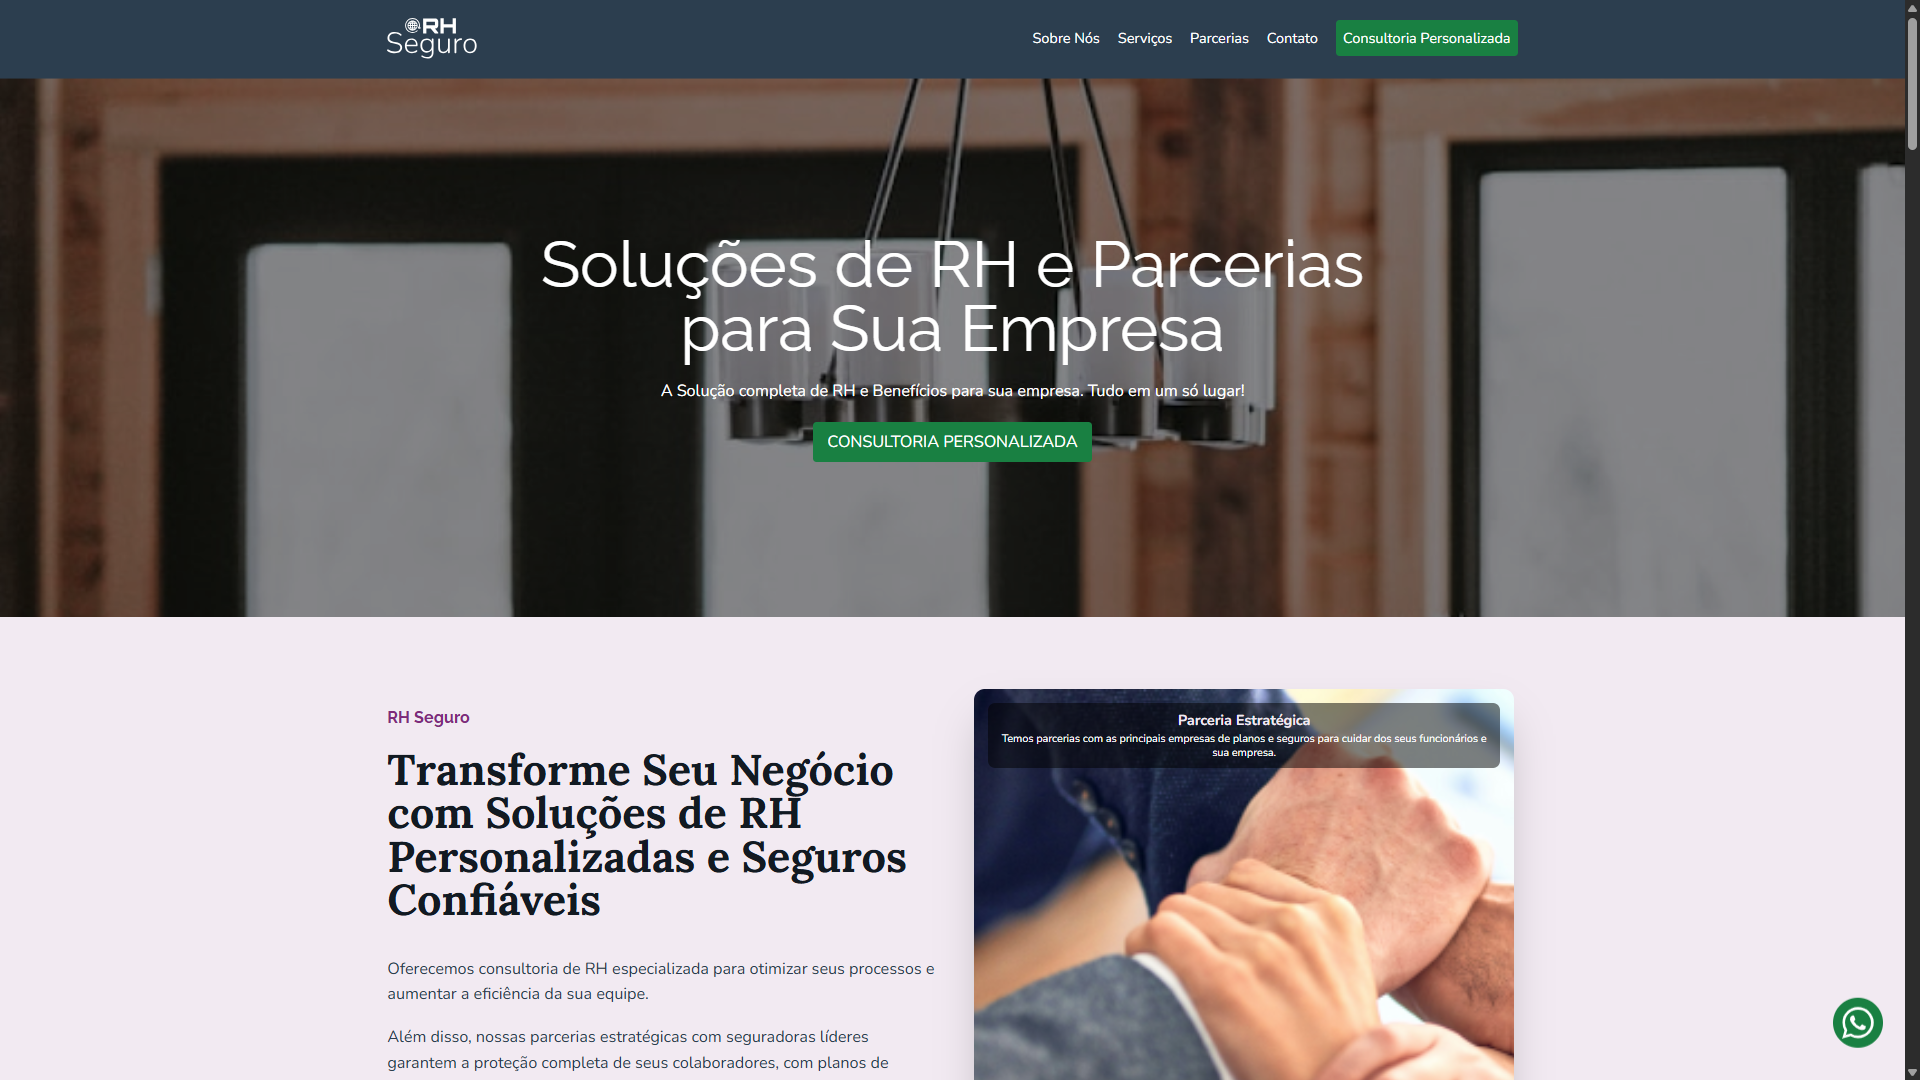 RH
Seguro
Sobre Nós
Serviços
Parcerias
Contato
Consultoria Personalizada
Soluções de RH e Parcerias
para Sua Empresa
A Solução completa de RH e Benefícios para sua empresa. Tudo em um só lugar!
CONSULTORIA PERSONALIZADA
RH Seguro
Transforme Seu Negócio
com Soluções de RH
Personalizadas e Seguros
Confiáveis
Oferecemos consultoria de RH especializada para otimizar seus processos e
aumentar a eficiência da sua equipe.
Além disso, nossas parcerias estratégicas com seguradoras líderes
garantem a proteção completa de seus colaboradores, com planos de
Parceria Estratégica
Temos parcerias com as principais empresas de planos e seguros para cuidar dos seus funcionários e
sua empresa.